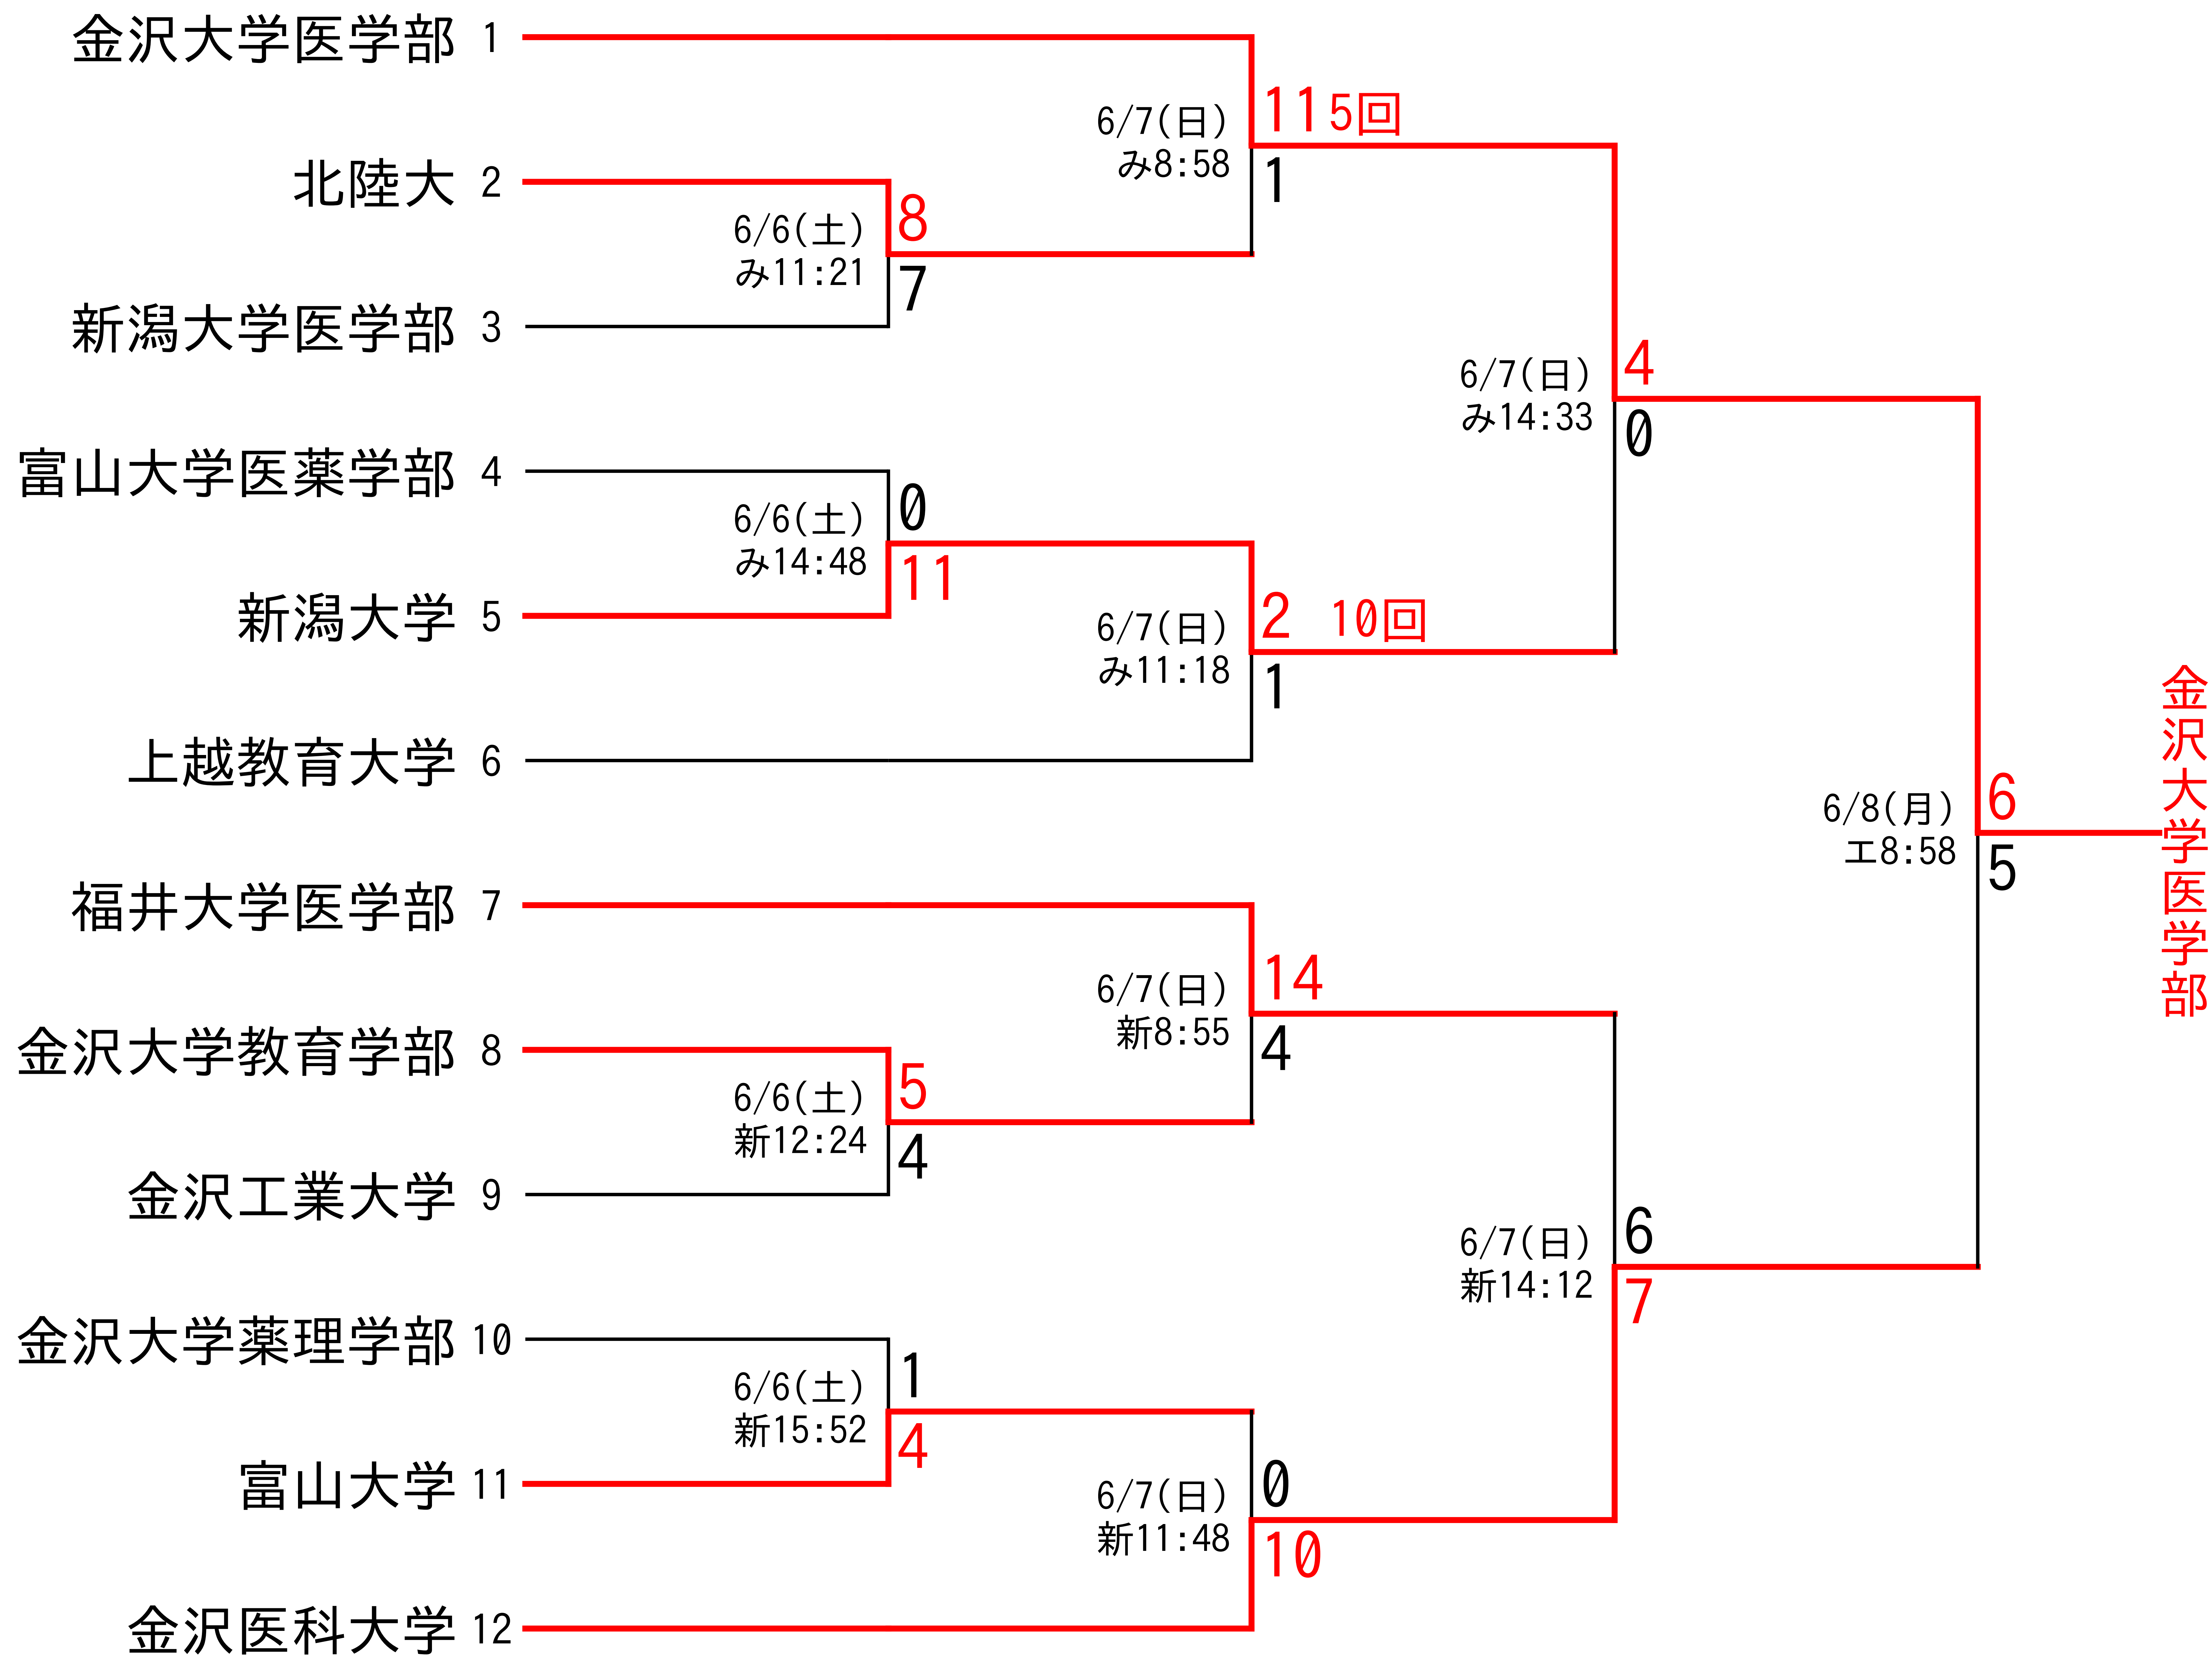 金沢大学医学部 1
11 5回
6/7(日)
み8:58
1
北陸大 2
8
6/6(土)
み11:21
7
新潟大学医学部 3
4
6/7(日)
み14:33
0
富山大学医薬学部 4
0
6/6(土)
み14:48
11
新潟大学 5
2 10回
6/7(日)
み11:18
1
上越教育大学 6
金沢大学医学部
6
6/8(月)
エ8:58
5
福井大学医学部 7
14
6/7(日)
新8:55
4
金沢大学教育学部 8
5
6/6(土)
新12:24
4
金沢工業大学 9
6
6/7(日)
新14:12
7
金沢大学薬理学部 10
1
6/6(土)
新15:52
4
富山大学 11
0
6/7(日)
新11:48
10
金沢医科大学 12